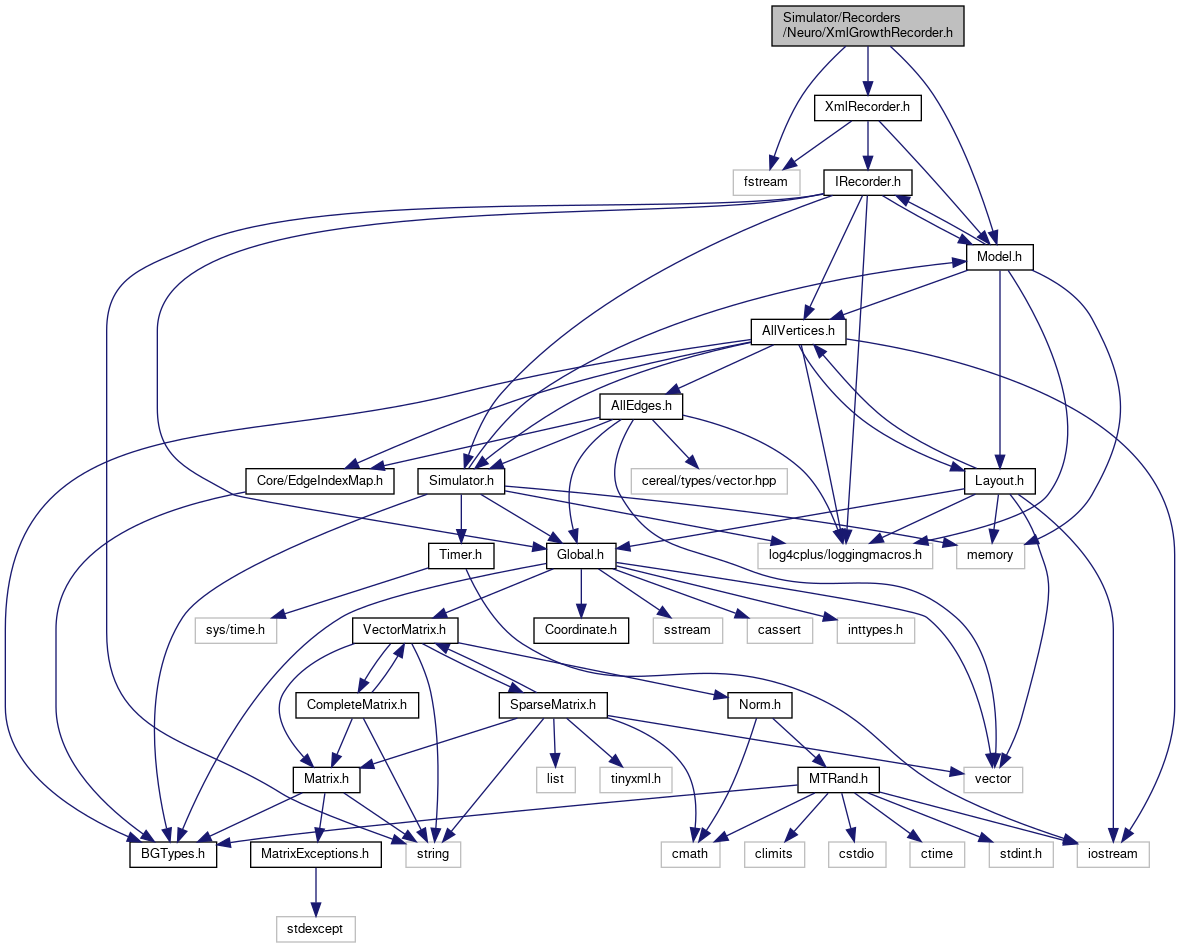 Simulator/Recorders
/Neuro/XmlGrowthRecorder.h
XmlRecorder.h
fstream
IRecorder.h
Model.h
AllVertices.h
AllEdges.h
Core/EdgeIndexMap.h
Simulator.h
cereal/types/vector.hpp
Layout.h
Timer.h
Global.h
log4cplus/loggingmacros.h
memory
sys/time.h
VectorMatrix.h
Coordinate.h
sstream
cassert
inttypes.h
CompleteMatrix.h
SparseMatrix.h
Norm.h
Matrix.h
list
tinyxml.h
MTRand.h
vector
BGTypes.h
MatrixExceptions.h
string
cmath
climits
cstdio
ctime
stdint.h
iostream
stdexcept